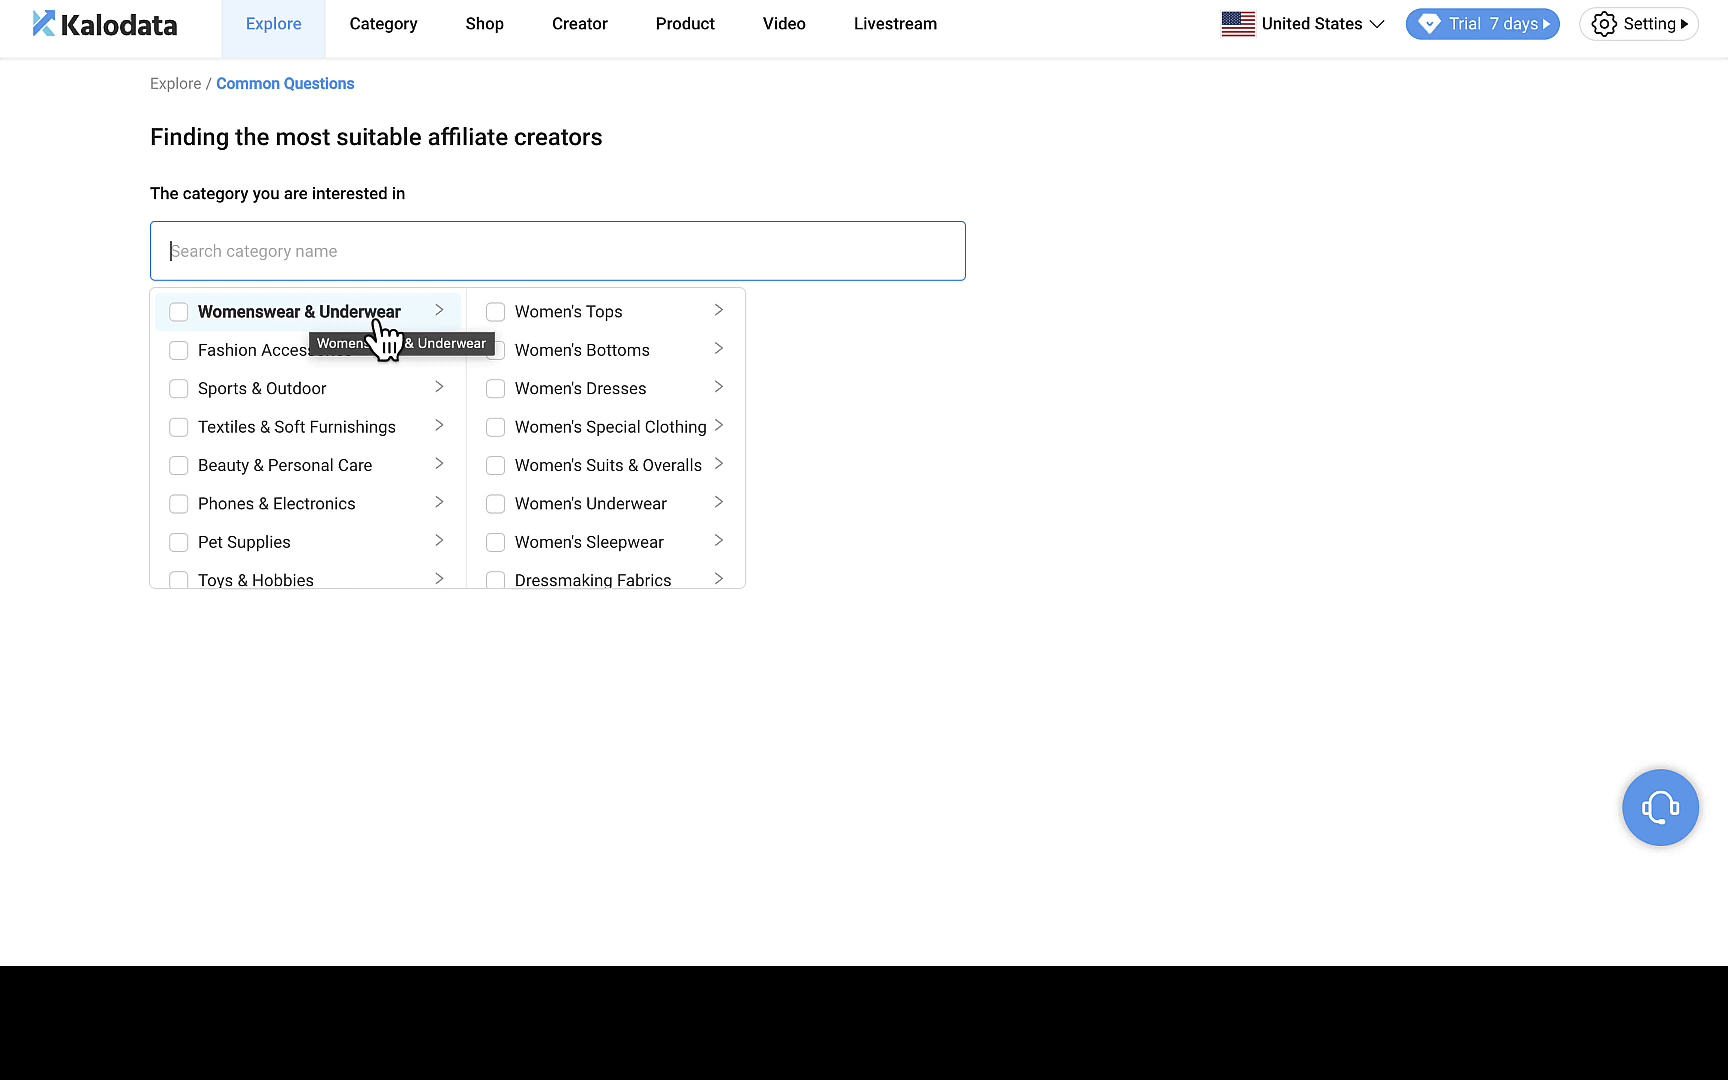 Kalodata
Explore
Category
Shop
Creator
Product
Video
Livestream
United States
Trial 7 days
Setting
Explore / Common Questions
Finding the most suitable affiliate creators
The category you are interested in
Search category name
Womenswear & Underwear
Women's Tops
& Underwear
Fashion
Women's Bottoms
Sports & Outdoor
Women's Dresses
Textiles & Soft Furnishings
Women's Special Clothing
Beauty & Personal Care
Women's Suits & Overalls
Phones & Electronics
Women's Underwear
Pet Supplies
Women's Sleepwear
Toys & Hobbies
Dressmaking Fabrics